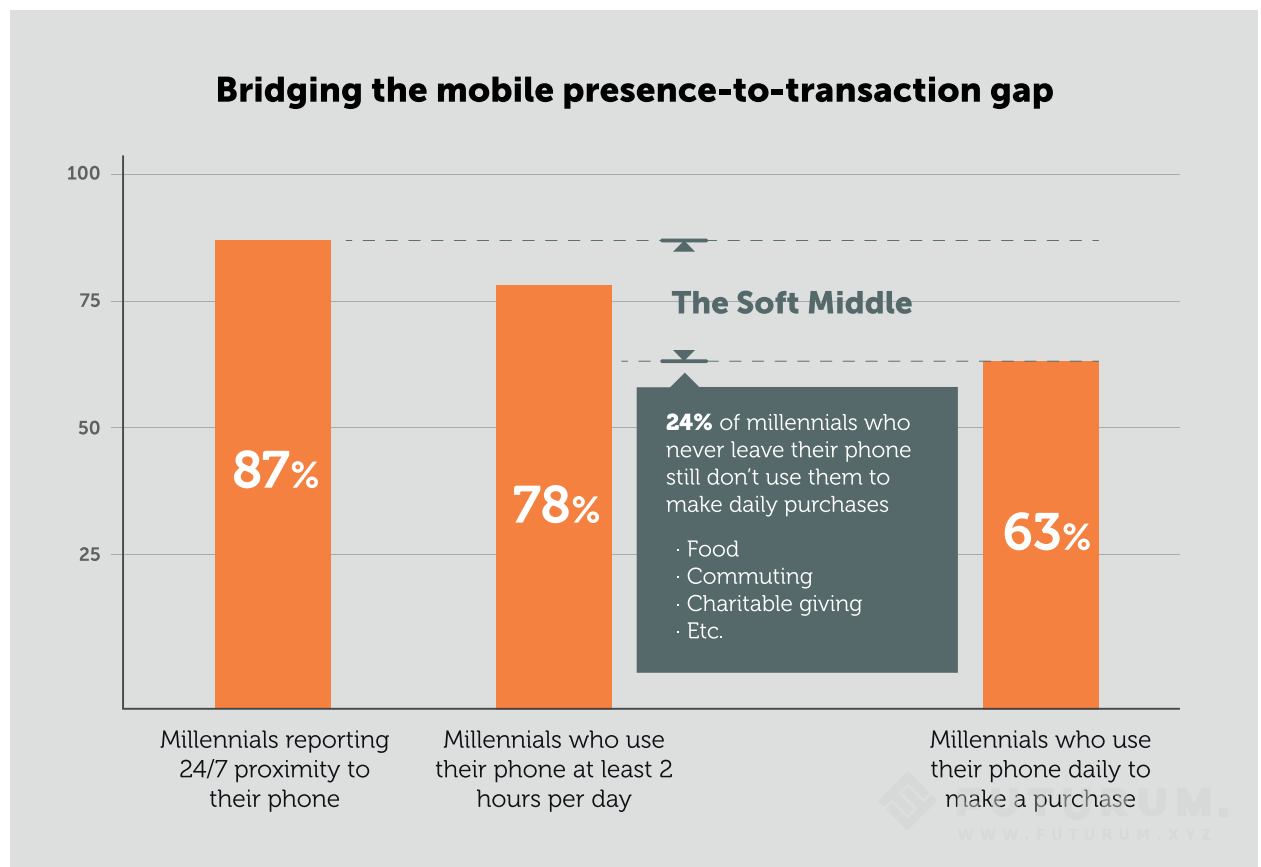 Bridging the mobile presence-to-transaction gap
100
75
50
25
The Soft Middle
87%
78%
63%
24% of millennials who
never leave their phone
still don’t use them to
make daily purchases
· Food
· Commuting
· Charitable giving
· Etc.
Millennials reporting
24/7 proximity to
their phone
Millennials who use
their phone at least 2
hours per day
Millennials who use
their phone daily to
make a purchase
FUTURUM.
WWW.FUTURUM.XYZ